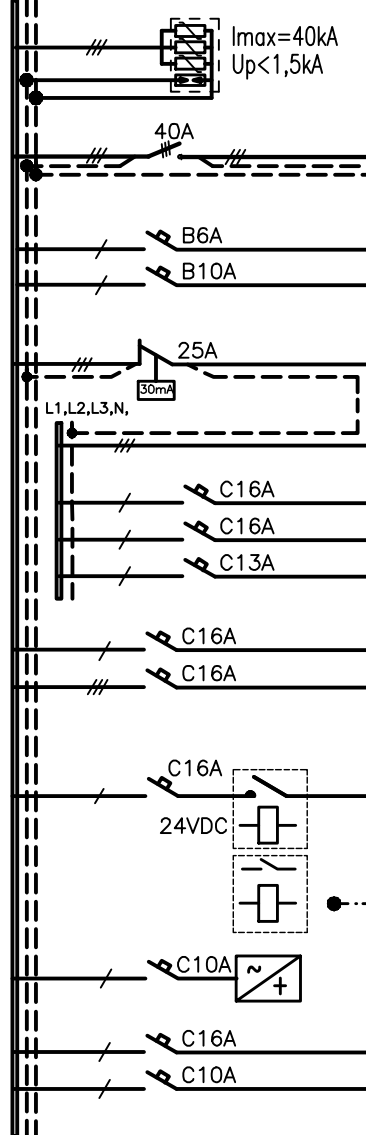 Imax=40kA
Up<1,5kA
40A
B6A
B10A
25A
30mA
L1,L2,L3,N,
C16A
C16A
C13A
C16A
C16A
C16A
24VDC
C10A
~
+
C16A
C10A